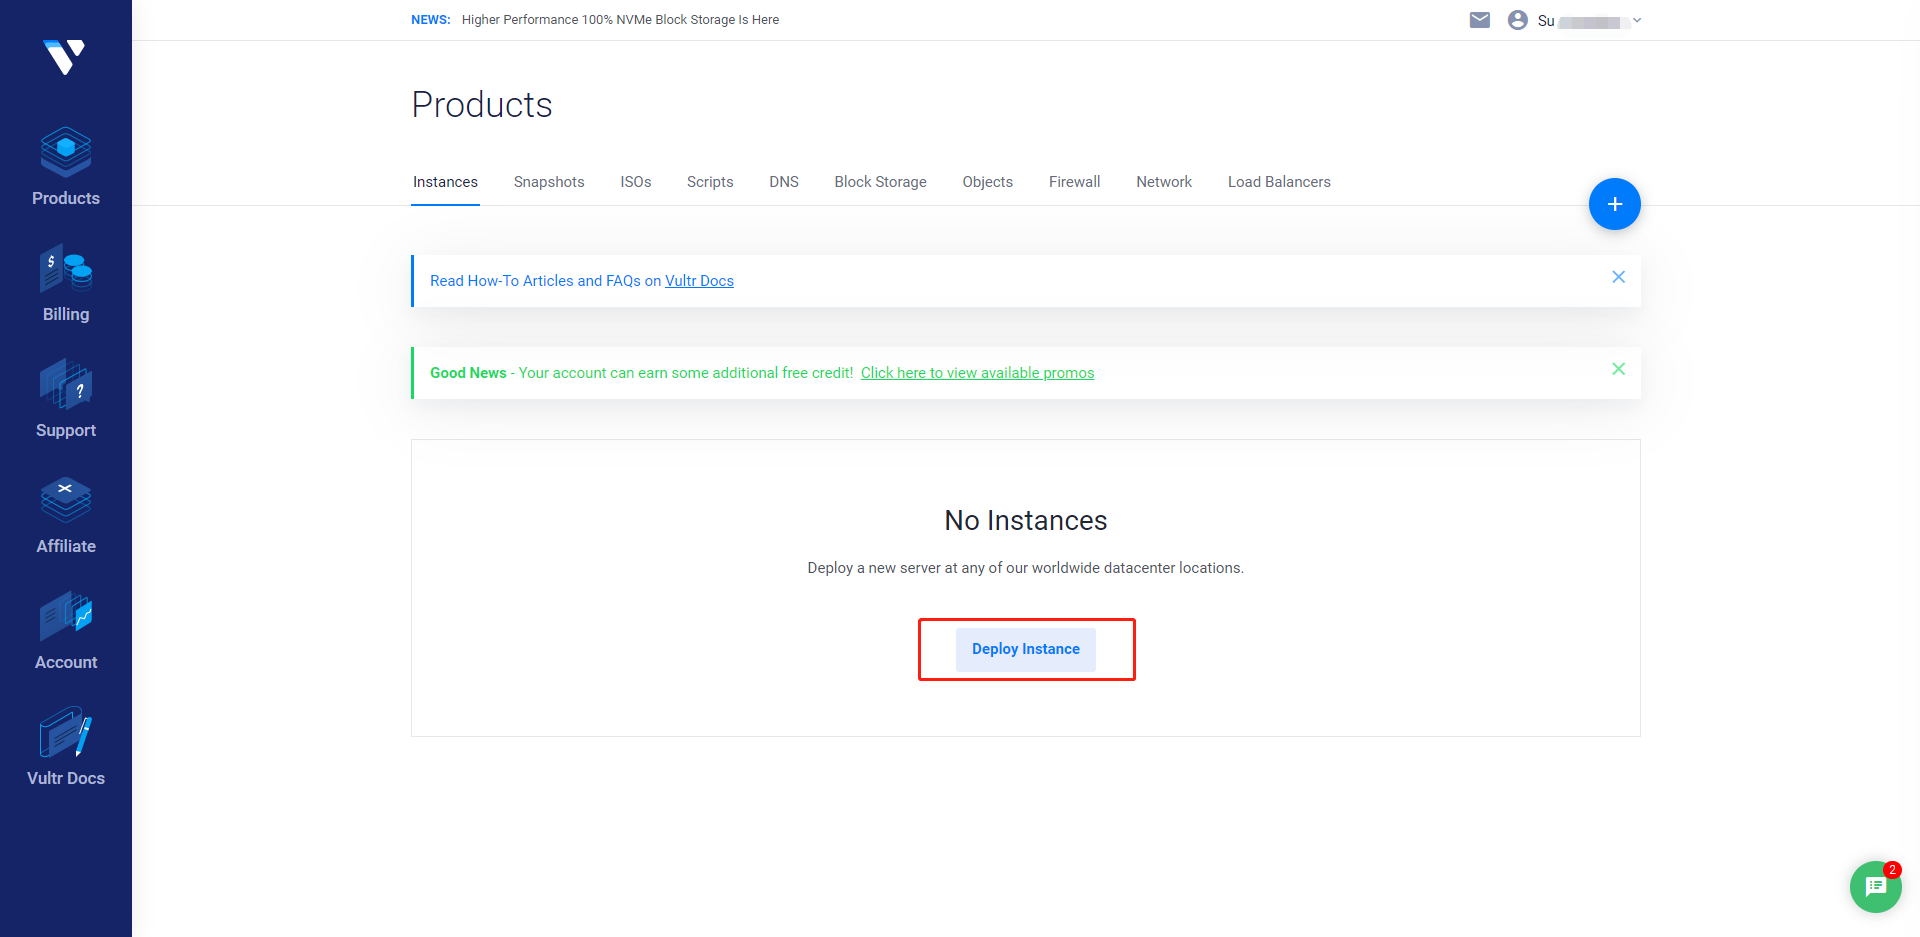 NEWS: Higher Performance 100% NVMe Block Storage Is Here
Su
Products
Instances Snapshots ISOs Scripts DNS Block Storage Objects Firewall Network Load Balancers
+
Read How-To Articles and FAQs on Vultr Docs
Good News - Your account can earn some additional free credit! Click here to view available promos
No Instances
Deploy a new server at any of our worldwide datacenter locations.
Deploy Instance
Products
$
Billing
?
Support
Affiliate
Account
Vultr Docs
2